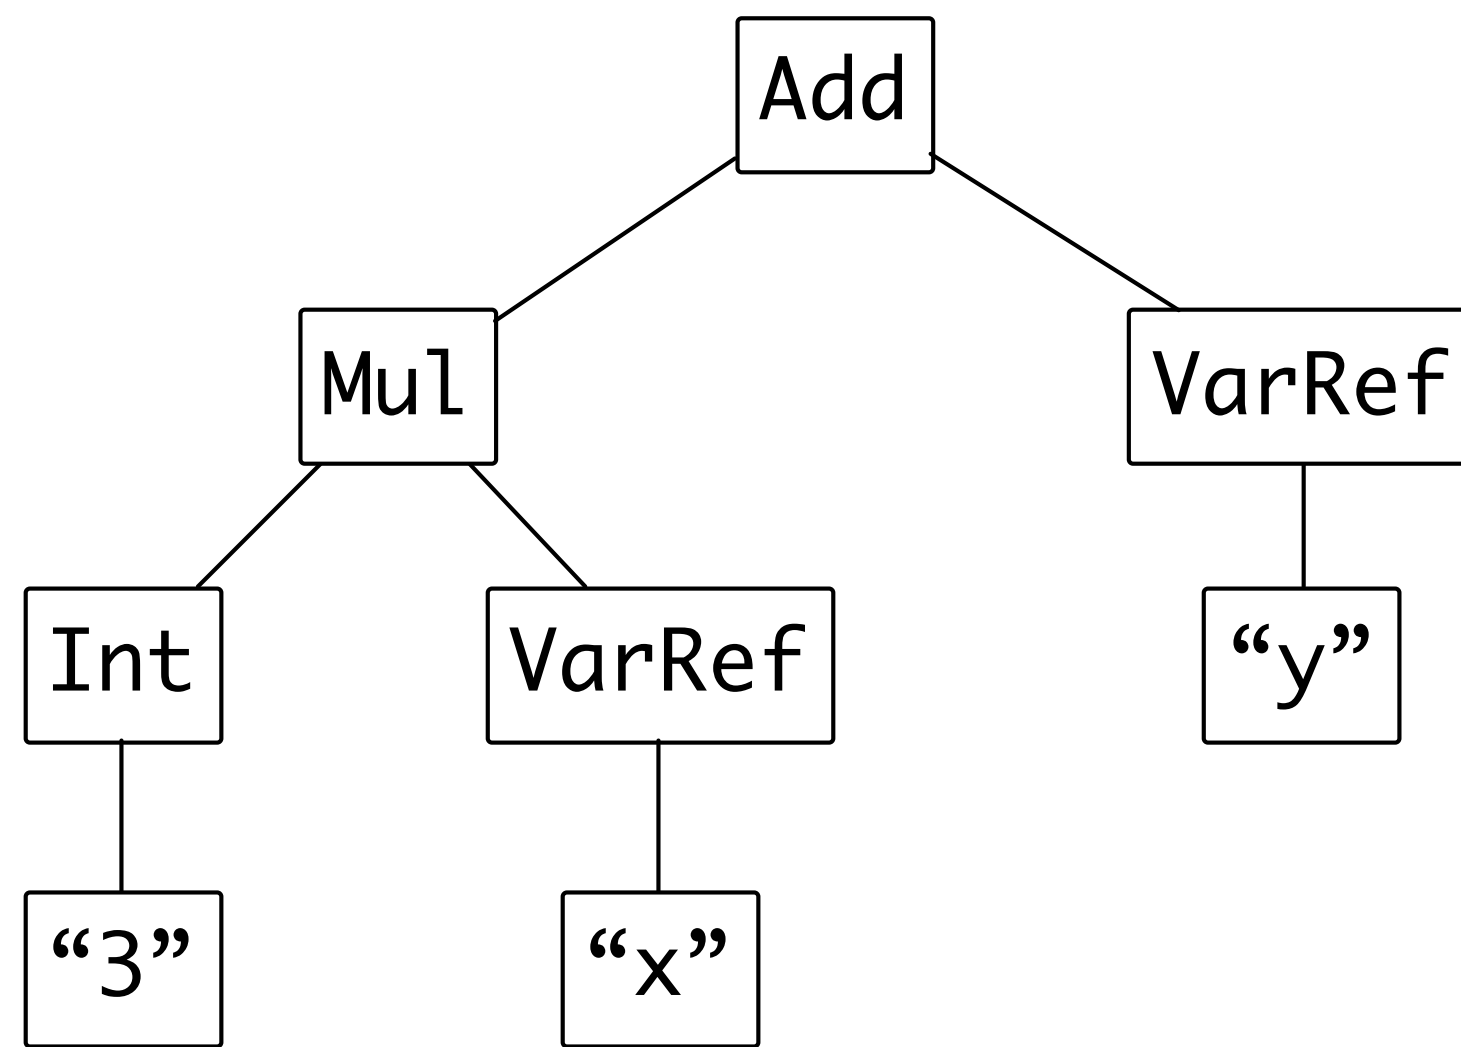 Add
Mul
VarRef
Int
VarRef
“y”
“3”
“x”